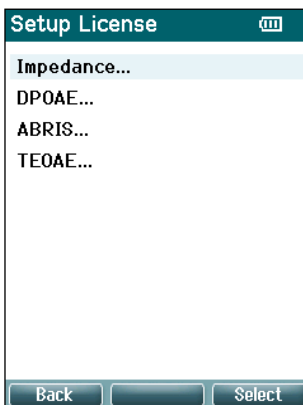 Setup License
Impedance...
DPOAE...
ABRIS...
TEOAE...
Back Select